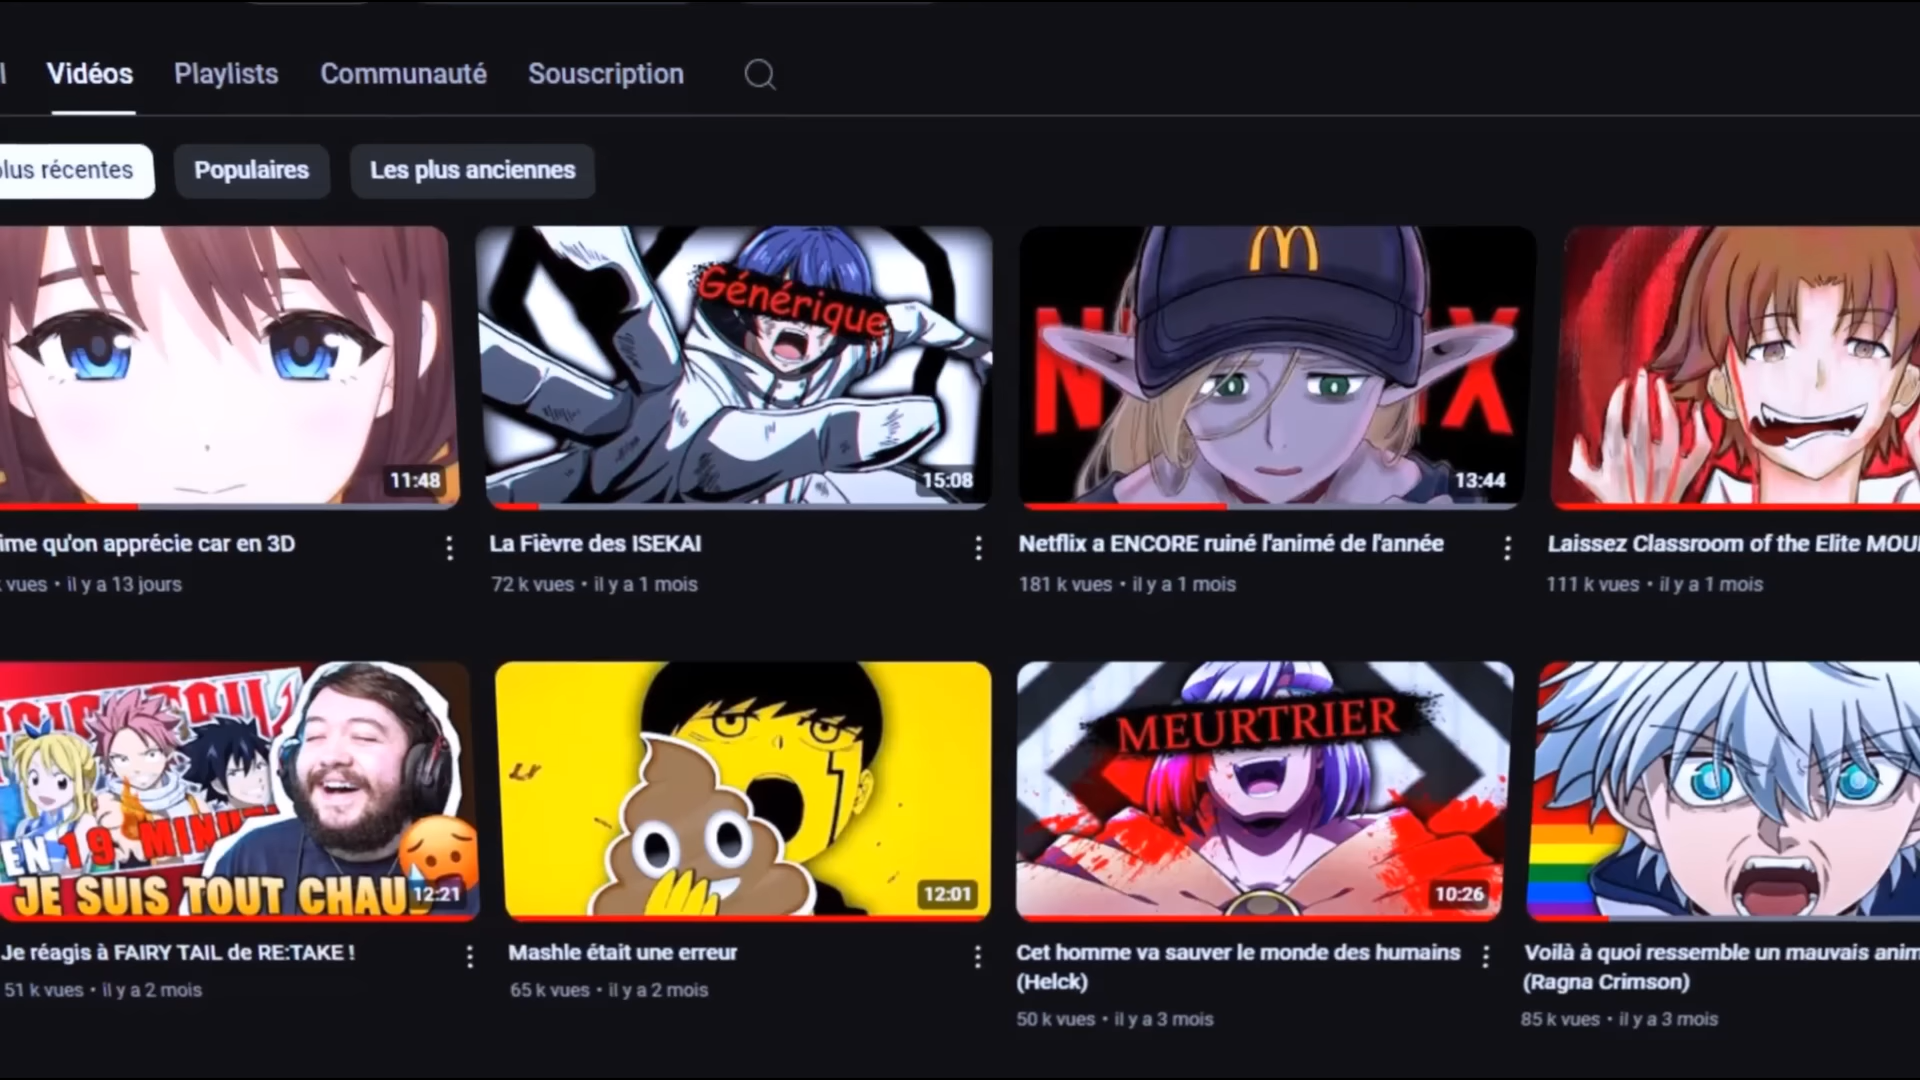 Vidéos Playlists Communauté Souscription
plus récentes Populaires Les plus anciennes
Générique
N X
11:48 15:08 13:44
qu'on apprécie car en 3D
La Fièvre des ISEKAI
Netflix a ENCORE ruiné l'animé de l'année
Laissez Classroom of the Elite
vues • il y a 13 jours
72 k vues • il y a 1 mois
181 k vues • il y a 1 mois
111 k vues • il y a 1 mois
EN 19
JE SUIS TOUT CHAU
12:21
12:01
MEURTRIER
10:26
Je réagis à FAIRY TAIL de RE:TAKE !
51 k vues • il y a 2 mois
Mashle était une erreur
65 k vues • il y a 2 mois
Cet homme va sauver le monde des humains
(Helck)
50 k vues • il y a 3 mois
Voilà à quoi ressemble un mauvais
(Ragna Crimson)
85 k vues • il y a 3 mois